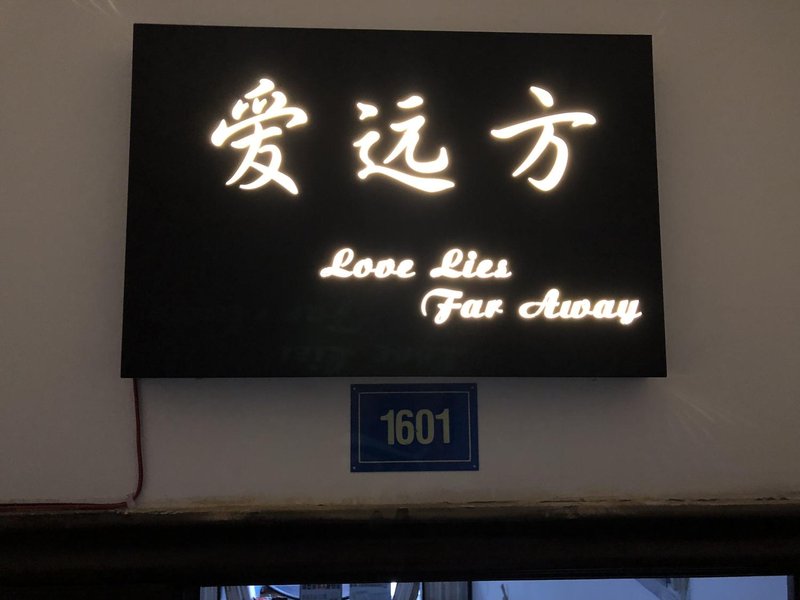 爱远方
Love Lies
Far Away
1601